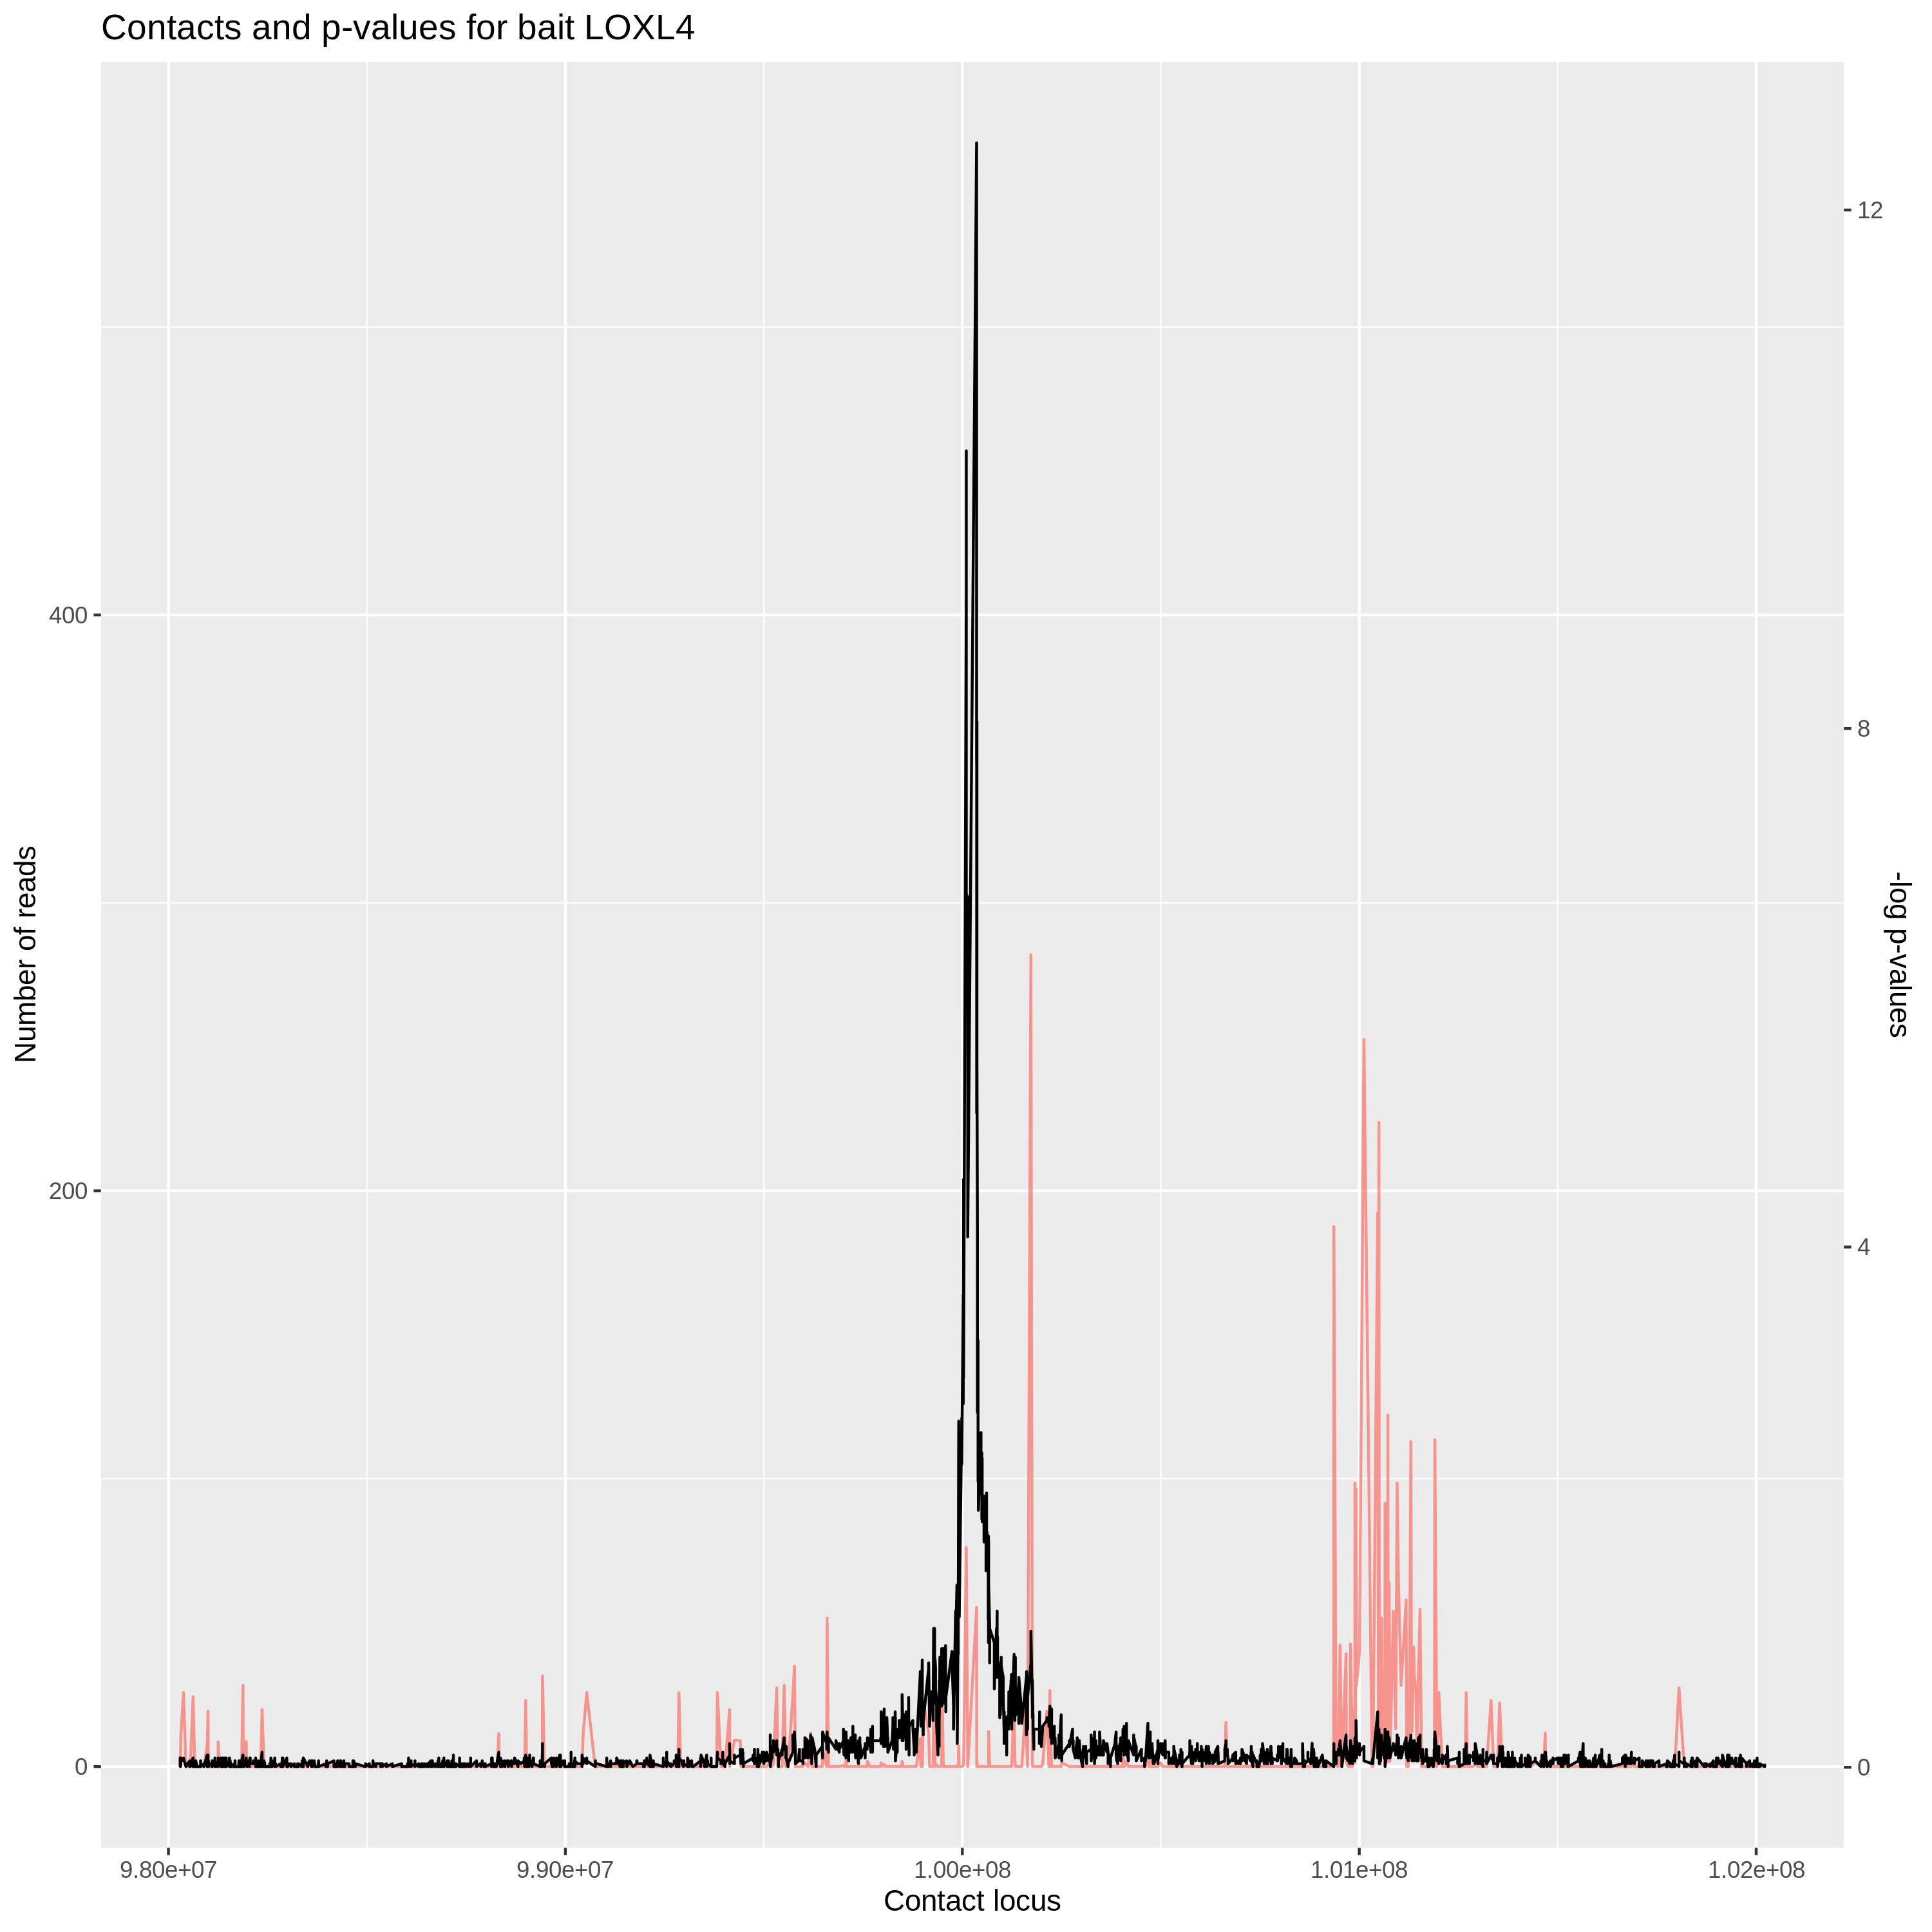 Contacts and p-values for bait LOXL4
Number of reads
400
200
0
12
8
4
0
-log p-values
9.80e+07
9.90e+07
1.00e+08
1.01e+08
1.02e+08
Contact locus